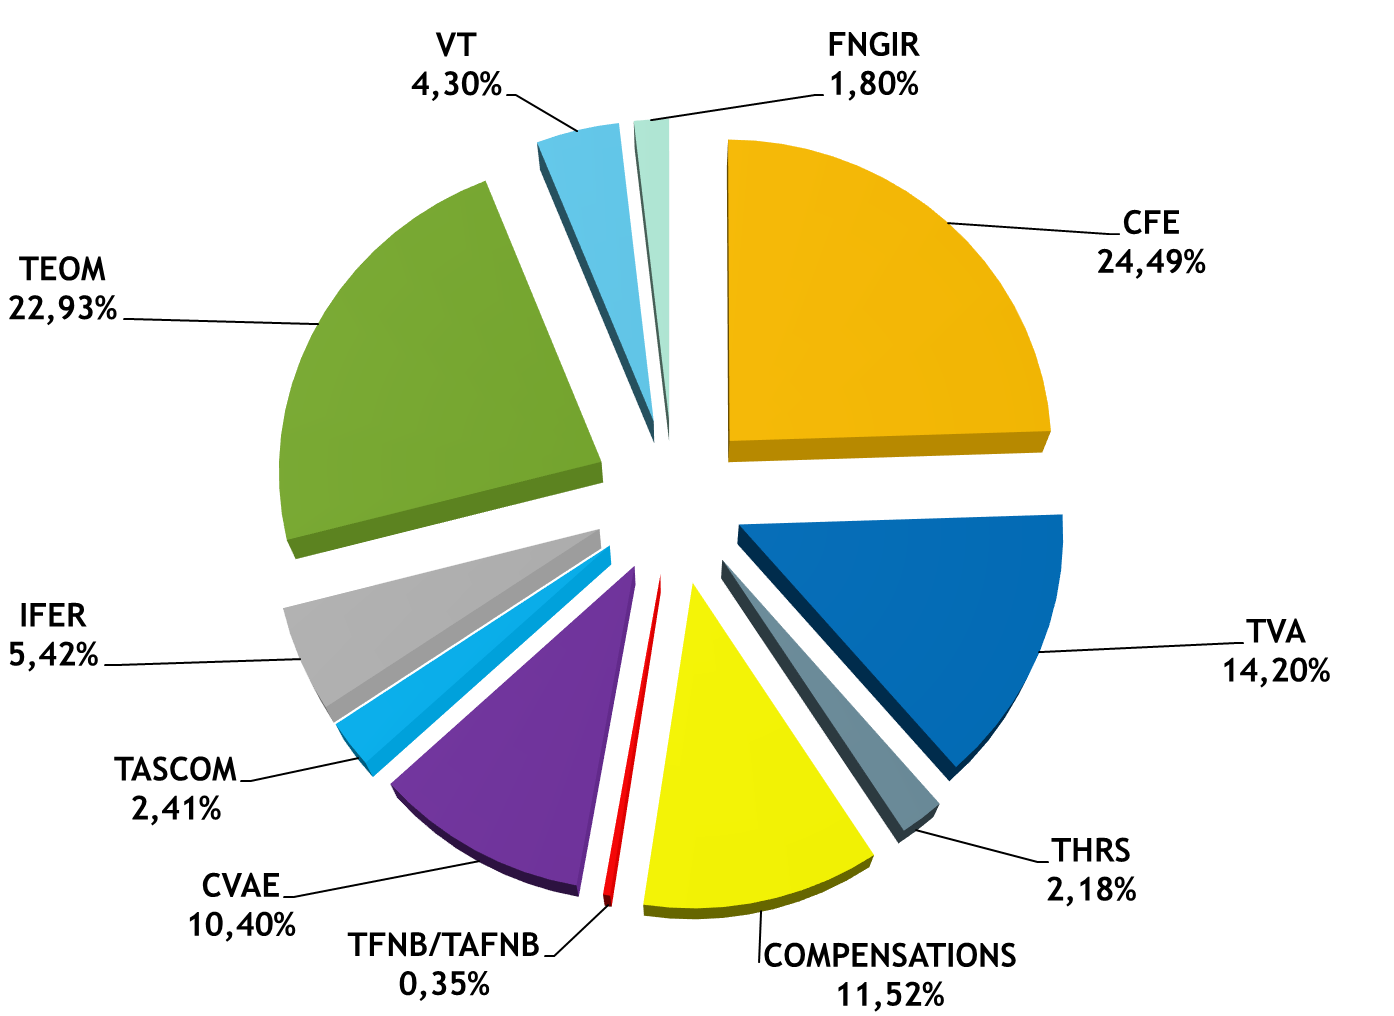 VT
4,30%
FNGIR
1,80%
CFE
24,49%
TEOM
22,93%
IFER
5,42%
TVA
14,20%
TASCOM
2,41%
THRS
2,18%
CVAE
10,40%
TFNB/TAFNB
0,35%
COMPENSATIONS
11,52%